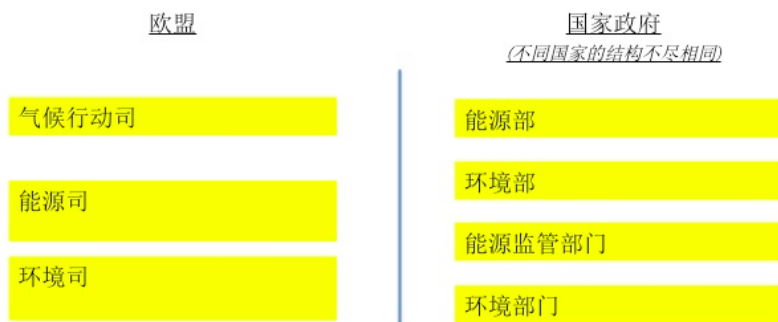 欧盟
气候行动司
能源司
环境司
国家政府
(不同国家的结构不尽相同)
能源部
环境部
能源监管部门
环境部门